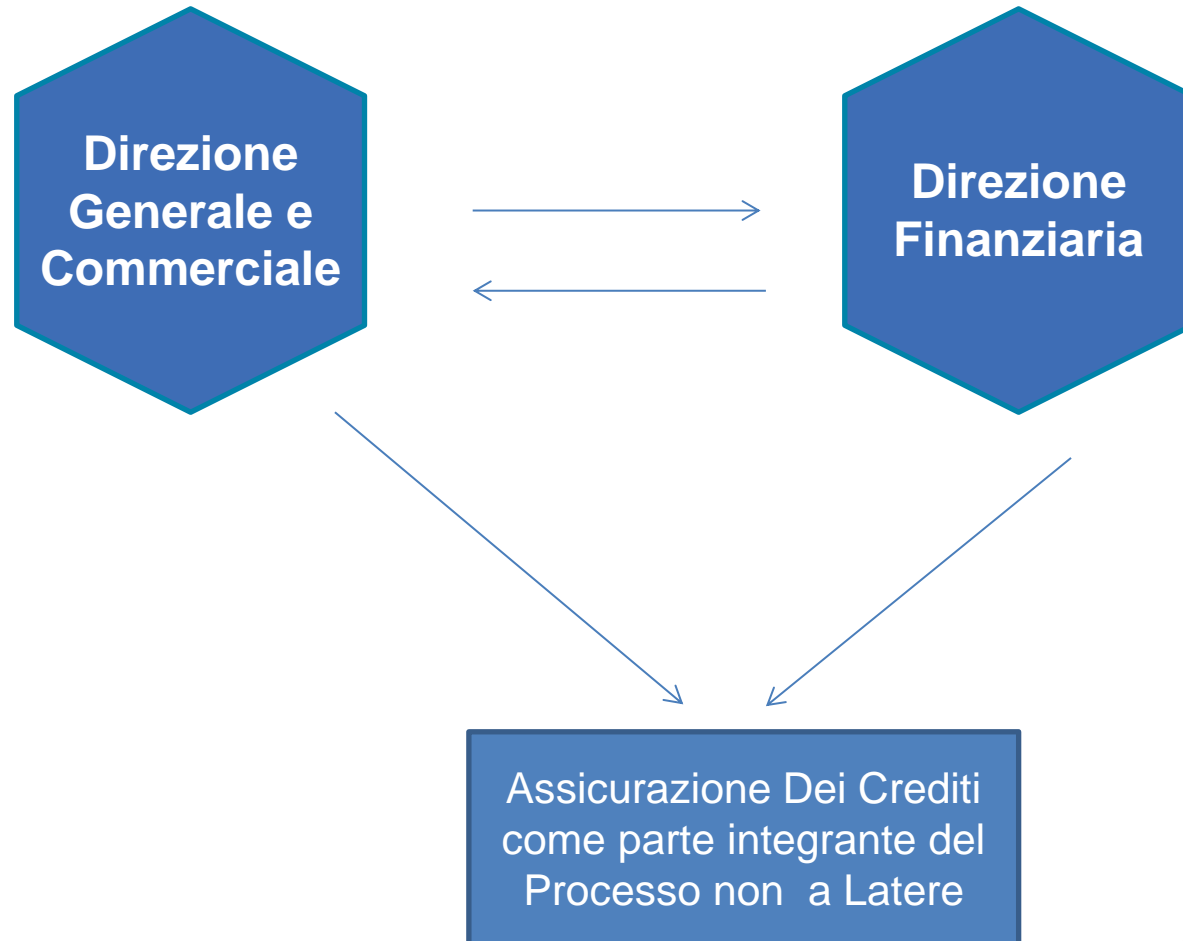 Direzione
Generale e
Commerciale
Direzione
Finanziaria
Assicurazione Dei Crediti
come parte integrante del
Processo non a Latere